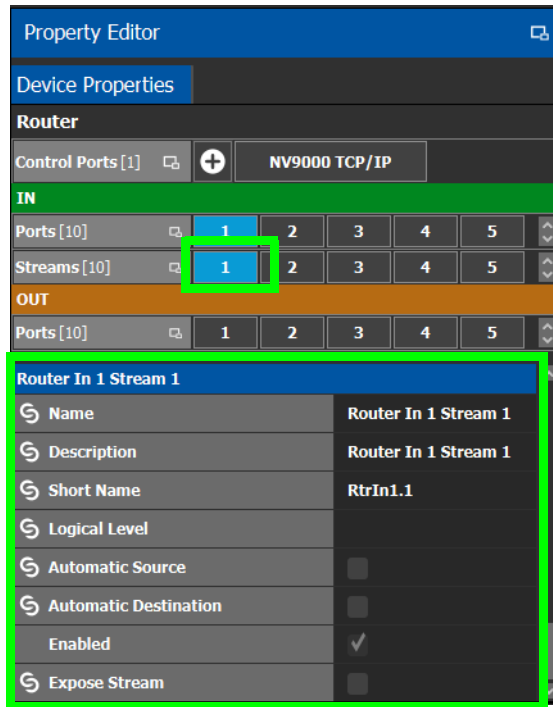 Property Editor
Device Properties
Router
Control Ports [1] NV9000 TCP/IP
IN
Ports [10] 1 2 3 4 5
Streams [10] 1 2 3 4 5
OUT
Ports [10] 1 2 3 4 5
Router In 1 Stream 1
Name Router In 1 Stream 1
Description Router In 1 Stream 1
Short Name RtrIn1.1
Logical Level
Automatic Source
Automatic Destination
Enabled
Expose Stream